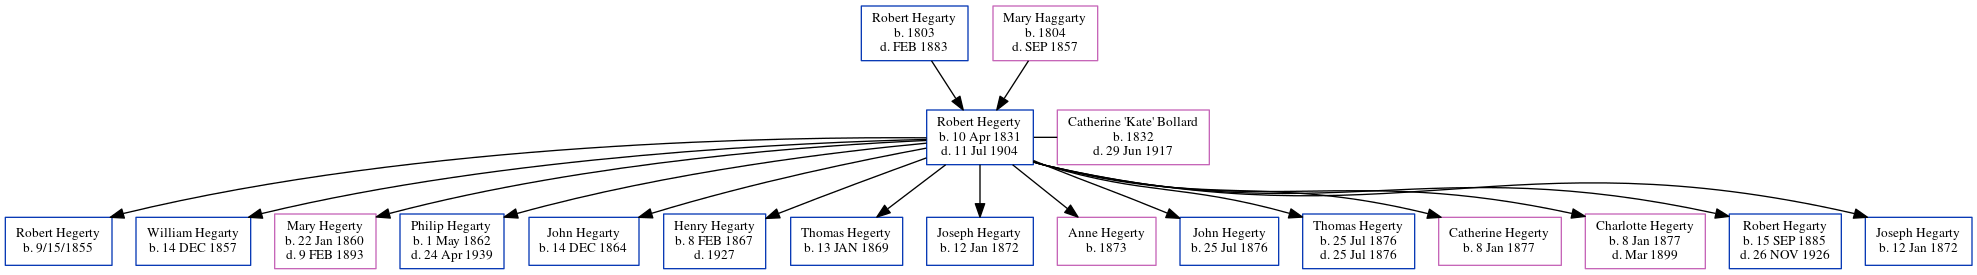 Robert Hegarty
b. 1803
d. FEB 1883
Mary Haggarty
b. 1804
d. SEP 1857
Robert Hegerty
b. 10 Apr 1831
d. 11 Jul 1904
Catherine 'Kate' Bollard
b. 1832
d. 29 Jun 1917
Robert Hegerty
b. 9/15/1855
William Hegarty
b. 14 DEC 1857
Mary Hegerty
b. 22 Jan 1860
d. 9 FEB 1893
Philip Hegarty
b. 1 May 1862
d. 24 Apr 1939
John Hegarty
b. 14 DEC 1864
Henry Hegarty
b. 8 FEB 1867
d. 1927
Thomas Hegarty
b. 13 JAN 1869
Joseph Hegarty
b. 12 Jan 1872
Anne Hegerty
b. 1873
John Hegerty
b. 25 Jul 1876
Thomas Hegerty
b. 25 Jul 1876
d. 25 Jul 1876
Catherine Hegerty
b. 8 Jan 1877
Charlotte Hegerty
b. 8 Jan 1877
d. Mar 1899
Robert Hegarty
b. 15 SEP 1885
d. 26 NOV 1926
Joseph Hegarty
b. 12 Jan 1872